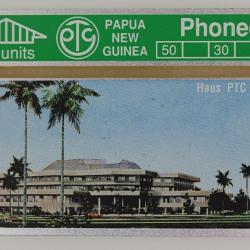 units
PTC
PAPUA
NEW
GUINEA
Phone
50 30
Haus PTC